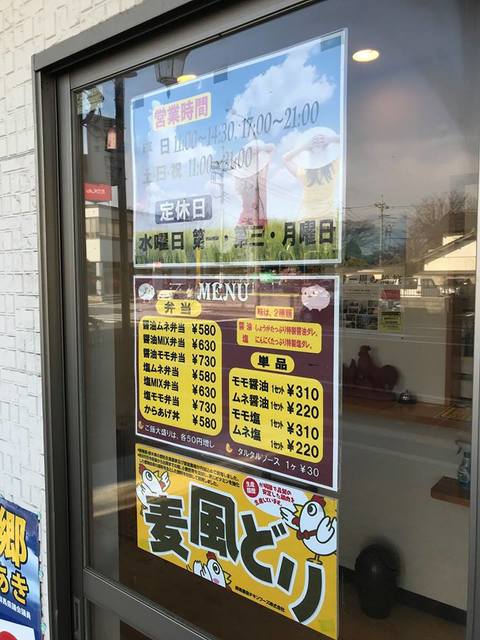 営業時間
日 11:00～14:30 17:00～21:00
土・日・祝 11:00～21:00
定休日
水曜日 第一・第三・月曜日
MENU
弁当
醤油ムネ弁当 ¥580
醤油MIX弁当 ¥630
醤油モモ弁当 ¥730
塩ムネ弁当 ¥580
塩MIX弁当 ¥630
塩モモ弁当 ¥730
からあげ丼 ¥580
ご飯大盛りは、各50円増し
味は、2種類
醤油 しょうがたっぷり特製醤油ダレ。
塩 にんにくたっぷり特製塩ダレ。
単品
モモ醤油 1セット ¥310
ムネ醤油 1セット ¥220
モモ塩 1セット ¥310
ムネ塩 1セット ¥220
タルタルソース 1ヶ ¥30
麦風どり
郷
あき